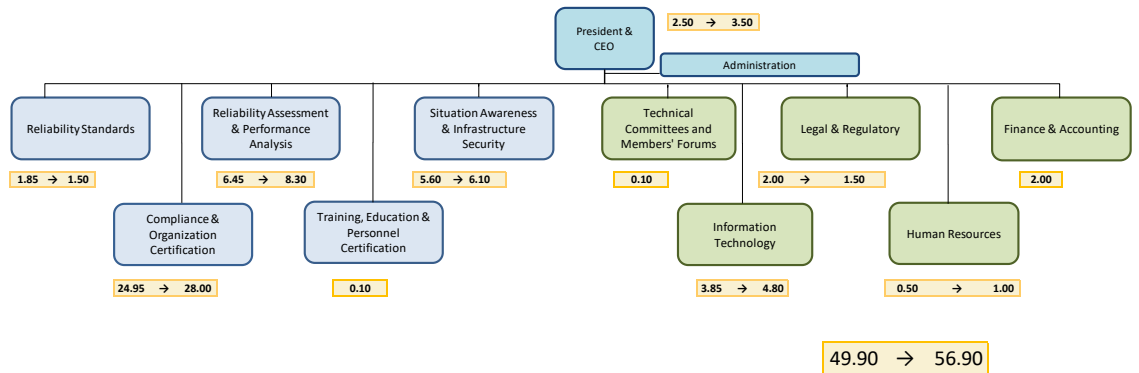 President &
CEO
2.50 → 3.50
Administration
Reliability Standards
Reliability Assessment
& Performance
Analysis
Situation Awareness
& Infrastructure
Security
Technical
Committees and
Members' Forums
Legal & Regulatory
Finance & Accounting
1.85 → 1.50
6.45 → 8.30
5.60 → 6.10
0.10
2.00 → 1.50
2.00
Compliance &
Organization
Certification
Training, Education &
Personnel
Certification
Information
Technology
Human Resources
24.95 → 28.00
0.10
3.85 → 4.80
0.50 → 1.00
49.90 → 56.90